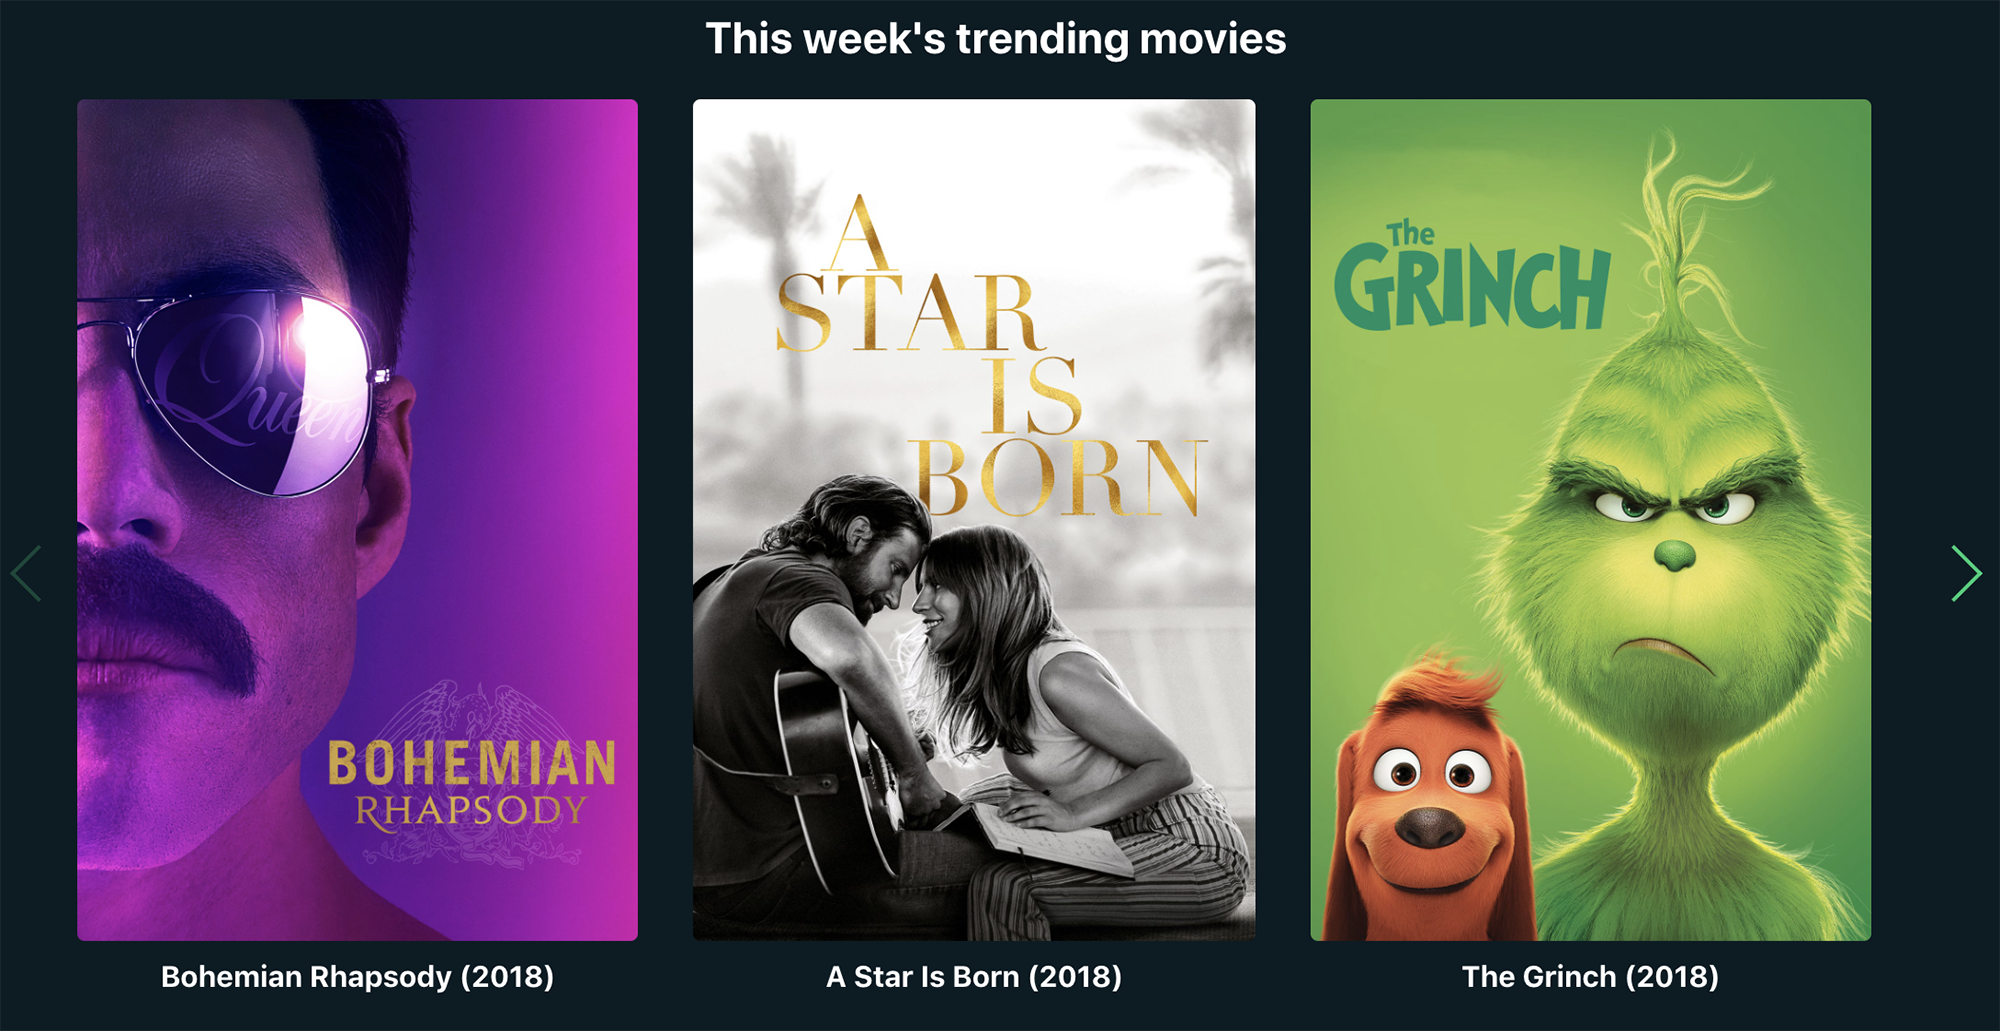 This week's trending movies
Queen
BOHEMIAN
RHAPSODY
Bohemian Rhapsody (2018)
A
STAR
IS
BORN
A Star Is Born (2018)
The
GRINCH
The Grinch (2018)